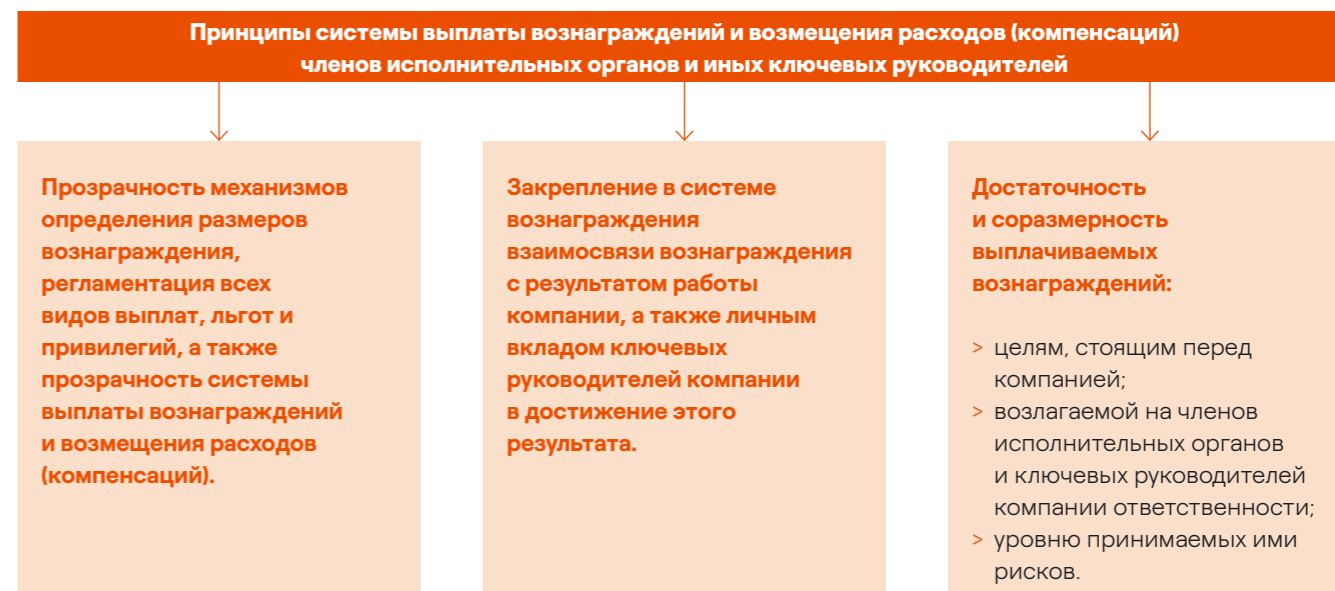 Принципы системы выплаты вознаграждений и возмещения расходов (компенсаций)
членов исполнительных органов и иных ключевых руководителей
Прозрачность механизмов
определения размеров
вознаграждения,
регламентация всех
видов выплат, льгот и
привилегий, а также
прозрачность системы
выплаты вознаграждений
и возмещения расходов
(компенсаций).
Закрепление в системе
вознаграждения
взаимосвязи вознаграждения
с результатом работы
компании, а также личным
вкладом ключевых
руководителей компании
в достижение этого
результата.
Достаточность
и соразмерность
выплачиваемых
вознаграждений:
> целям, стоящим перед
компанией;
> возлагаемой на членов
исполнительных органов
и ключевых руководителей
компании ответственности;
> уровню принимаемых ими
рисков.